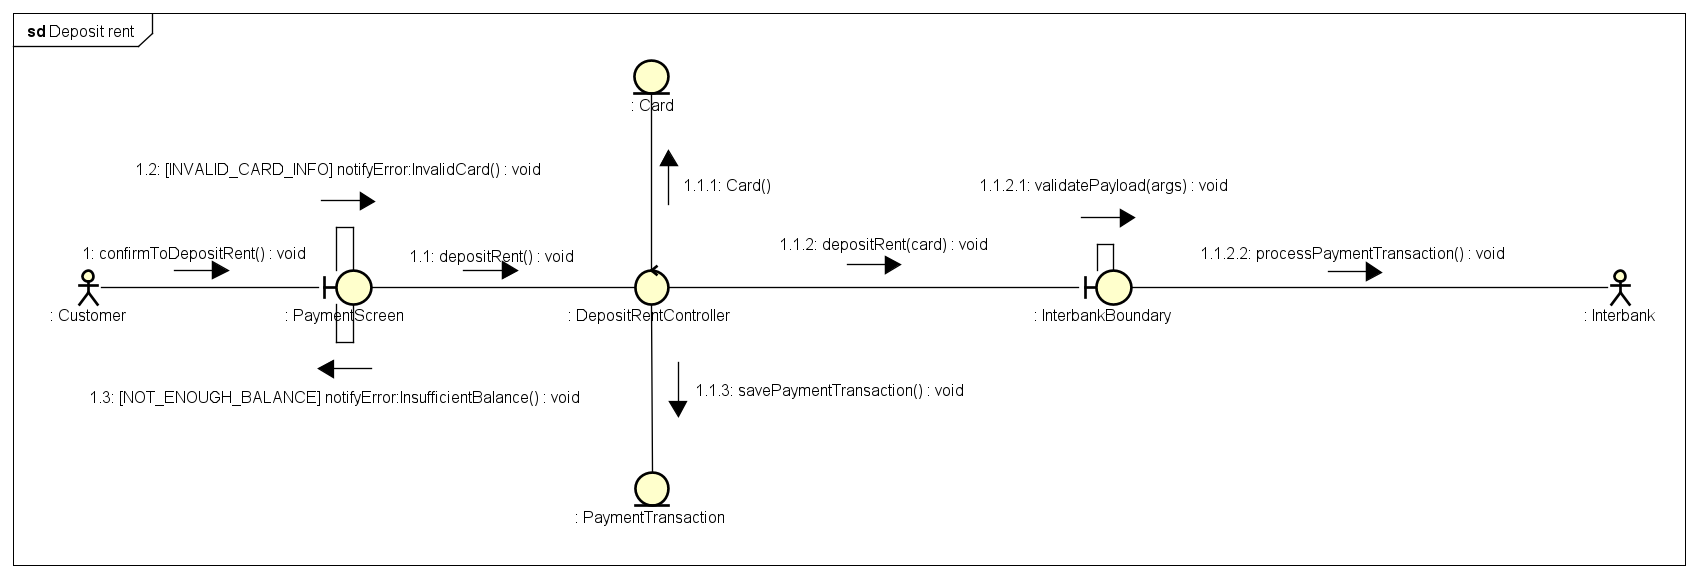 sd Deposit rent
: Card
1.2: [INVALID_CARD_INFO] notifyError:InvalidCard() : void
1.1.1: Card()
1.1.2.1: validatePayload(args) : void
1: confirmToDepositRent() : void
1.1: depositRent() : void
1.1.2: depositRent(card) : void
1.1.2.2: processPaymentTransaction() : void
: Customer
: PaymentScreen
: DepositRentController
: InterbankBoundary
: Interbank
1.3: [NOT_ENOUGH_BALANCE] notifyError:InsufficientBalance() : void
1.1.3: savePaymentTransaction() : void
: PaymentTransaction